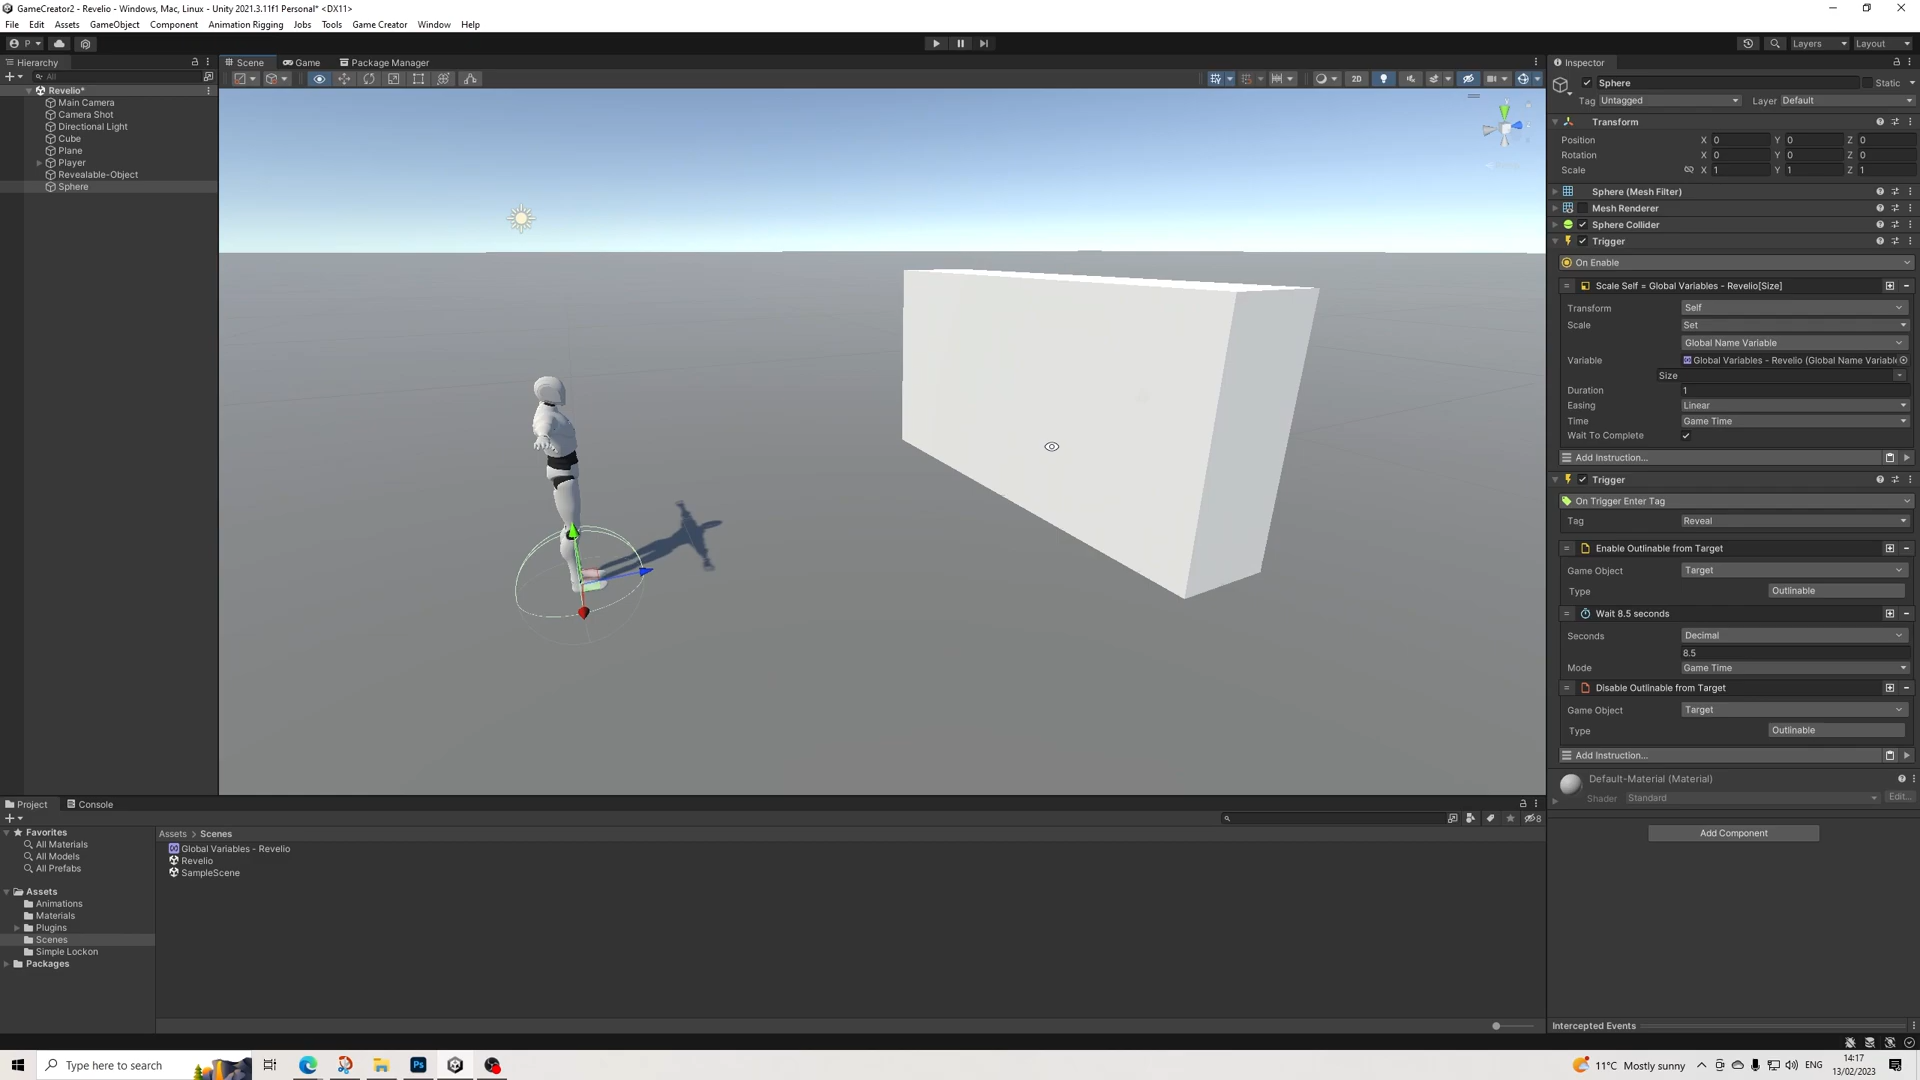 GameCreator2 - Revelio - Windows, Mac, Linux - Unity 2021.3.11f1 Personal* <DX11>
File Edit Assets GameObject Component Animation Rigging Jobs Tools Game Creator Window Help
P Layers Layout
Hierarchy
All
Revelio*
Main Camera
Camera Shot
Directional Light
Cube
Plane
Player
Revealable-Object
Sphere
Scene Game Package Manager
2D
Inspector
Sphere Static
Tag Untagged Layer Default
Transform
Position X 0 Y 0 Z 0
Rotation X 0 Y 0 Z 0
Scale X 1 Y 1 Z 1
Sphere (Mesh Filter)
Mesh Renderer
Sphere Collider
Trigger
On Enable
Scale Self = Global Variables - Revelio[Size]
Transform Self
Scale Set
Global Name Variable
Variable Global Variables - Revelio (Global Name Variable
Size
Duration 1
Easing Linear
Time Game Time
Wait To Complete
Add Instruction...
Trigger
On Trigger Enter Tag
Tag Reveal
Enable Outlinable from Target
Game Object Target
Type Outlinable
Wait 8.5 seconds
Seconds Decimal
8.5
Mode Game Time
Disable Outlinable from Target
Game Object Target
Type Outlinable
Add Instruction...
Default-Material (Material)
Shader Standard Edit...
Add Component
Intercepted Events
Project Console
8
Favorites
All Materials
All Models
All Prefabs
Assets
Animations
Materials
Plugins
Scenes
Simple Lockon
Packages
Assets > Scenes
Global Variables - Revelio
Revelio
SampleScene
Type here to search
11°C Mostly sunny ENG
14:17
13/02/2023